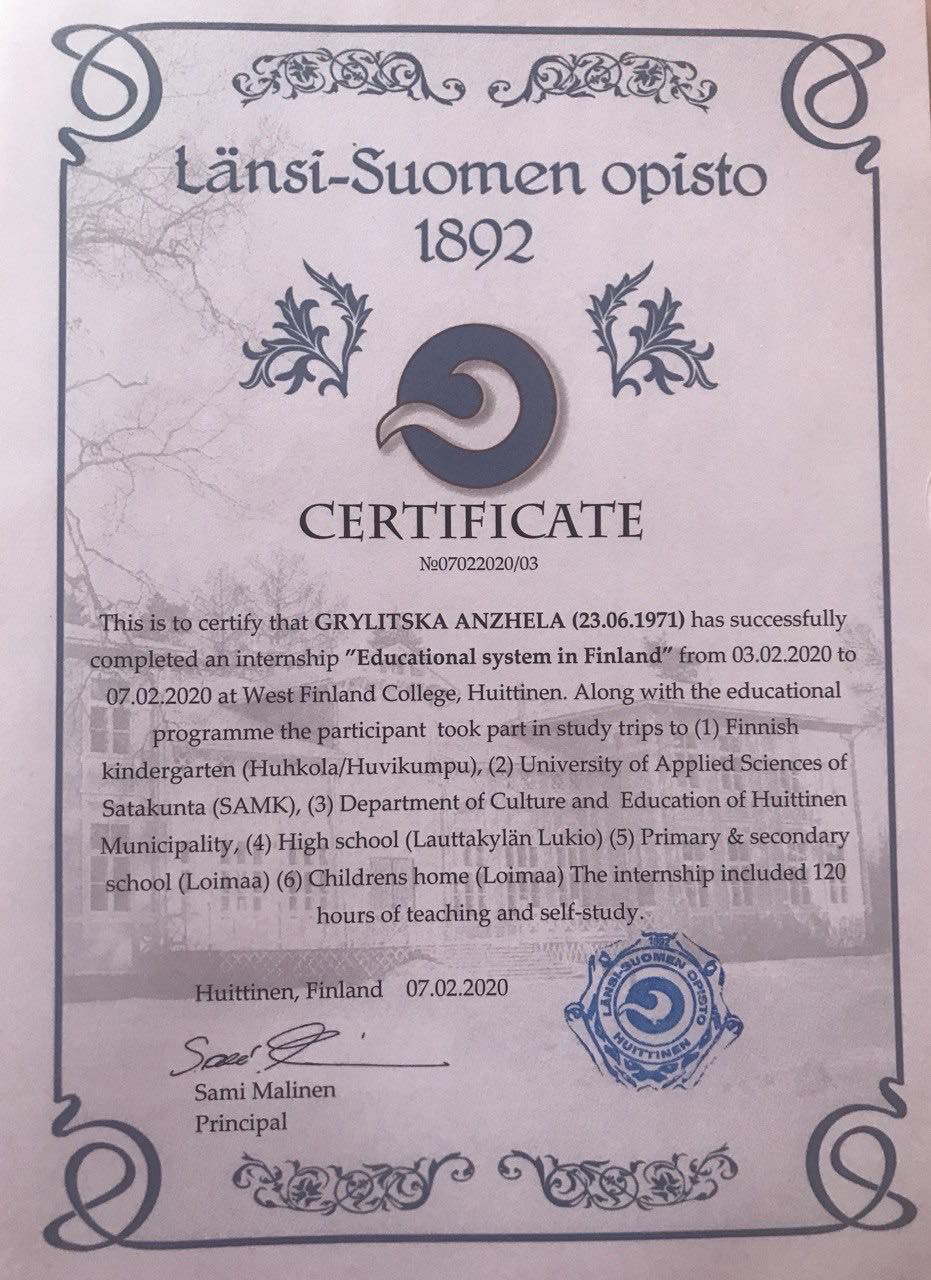 Länsi-Suomen opisto
1892
CERTIFICATE
№07022020/03
This is to certify that GRYLITSKA ANZHELA (23.06.1971) has successfully
completed an internship ”Educational system in Finland” from 03.02.2020 to
07.02.2020 at West Finland College, Huittinen. Along with the educational
programme the participant took part in study trips to (1) Finnish
kindergarten (Huhkola/Huvikumpu), (2) University of Applied Sciences of
Satakunta (SAMK), (3) Department of Culture and Education of Huittinen
Municipality, (4) High school (Lauttakylän Lukio) (5) Primary & secondary
school (Loimaa) (6) Childrens home (Loimaa) The internship included 120
hours of teaching and self-study.
Huittinen, Finland 07.02.2020
Sami Malinen
Principal
1892
LÄNSI-SUOMEN OPISTO
HUITTINEN